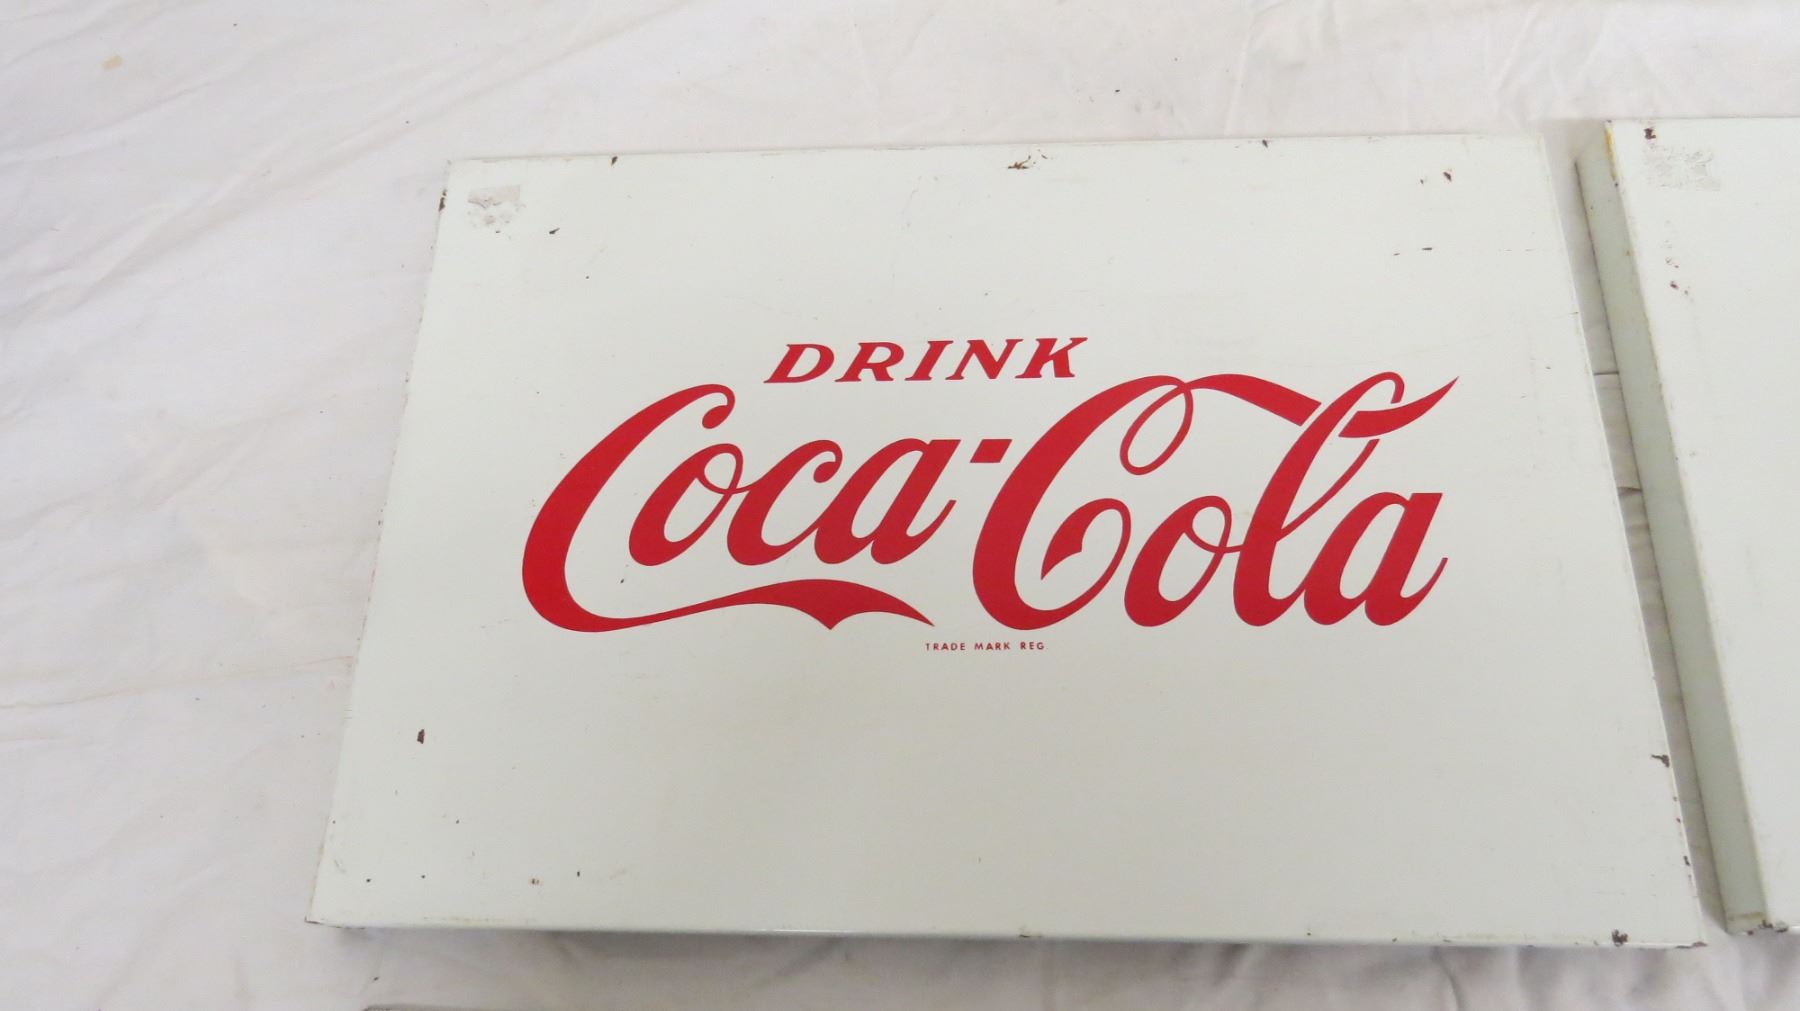 DRINK
Coca-Cola
TRADE MARK REG.